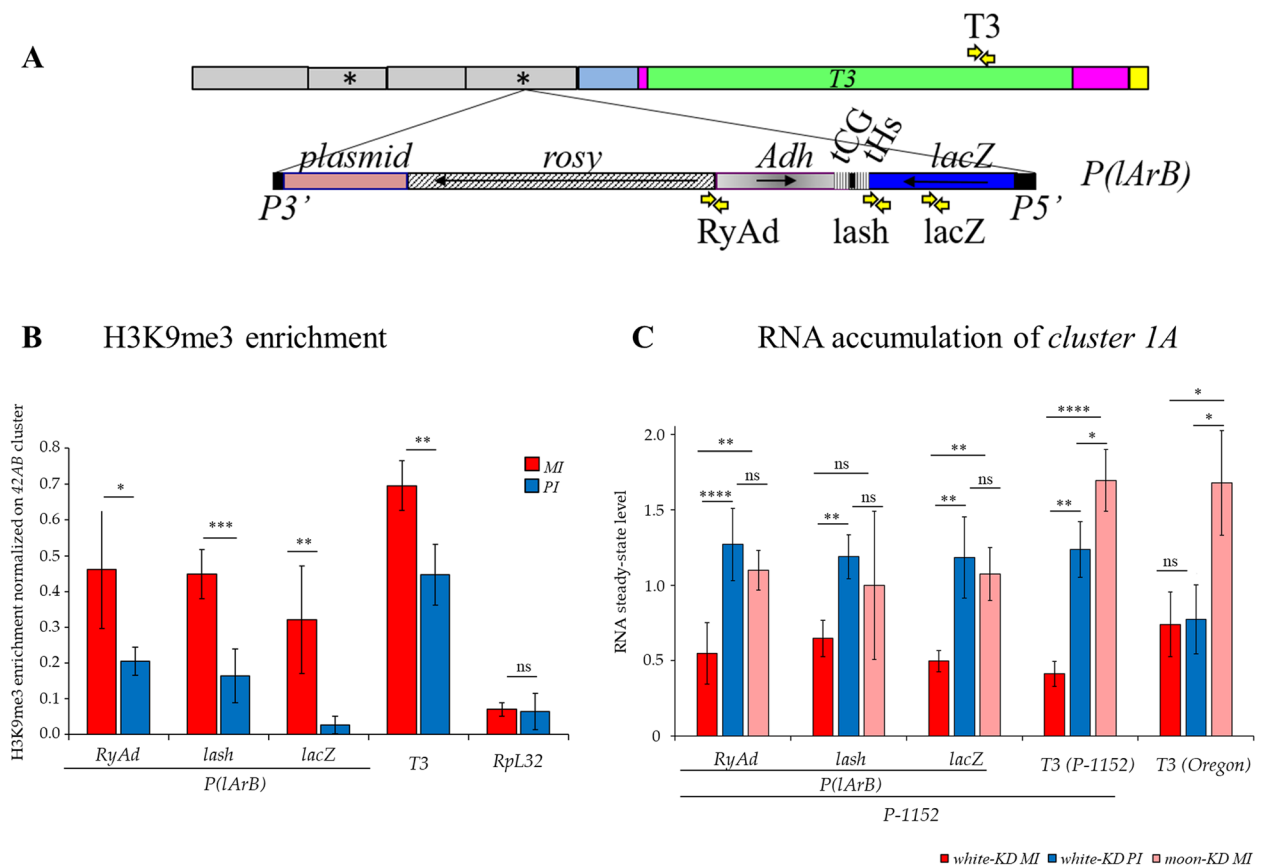 A
T3
* *
T3
plasmid rosy Adh tCG tHs lacZ
P(lArB)
P3' P5'
RyAd lash lacZ
B H3K9me3 enrichment
H3K9me3 enrichment normalized on 42AB cluster
0.8
0.7
0.6
0.5
0.4
0.3
0.2
0.1
0.0
* *** ** ** ns
MI
PI
RyAd lash lacZ T3 RpL32
P(lArB)
C RNA accumulation of cluster 1A
RNA steady-state level
2.0
1.5
1.0
0.5
0
**
**** ns
ns
** ns
**
** ns
****
*
**
*
*
ns
RyAd lash lacZ T3 (P-1152) T3 (Oregon)
P(lArB)
P-1152
white-KD MI white-KD PI moon-KD MI